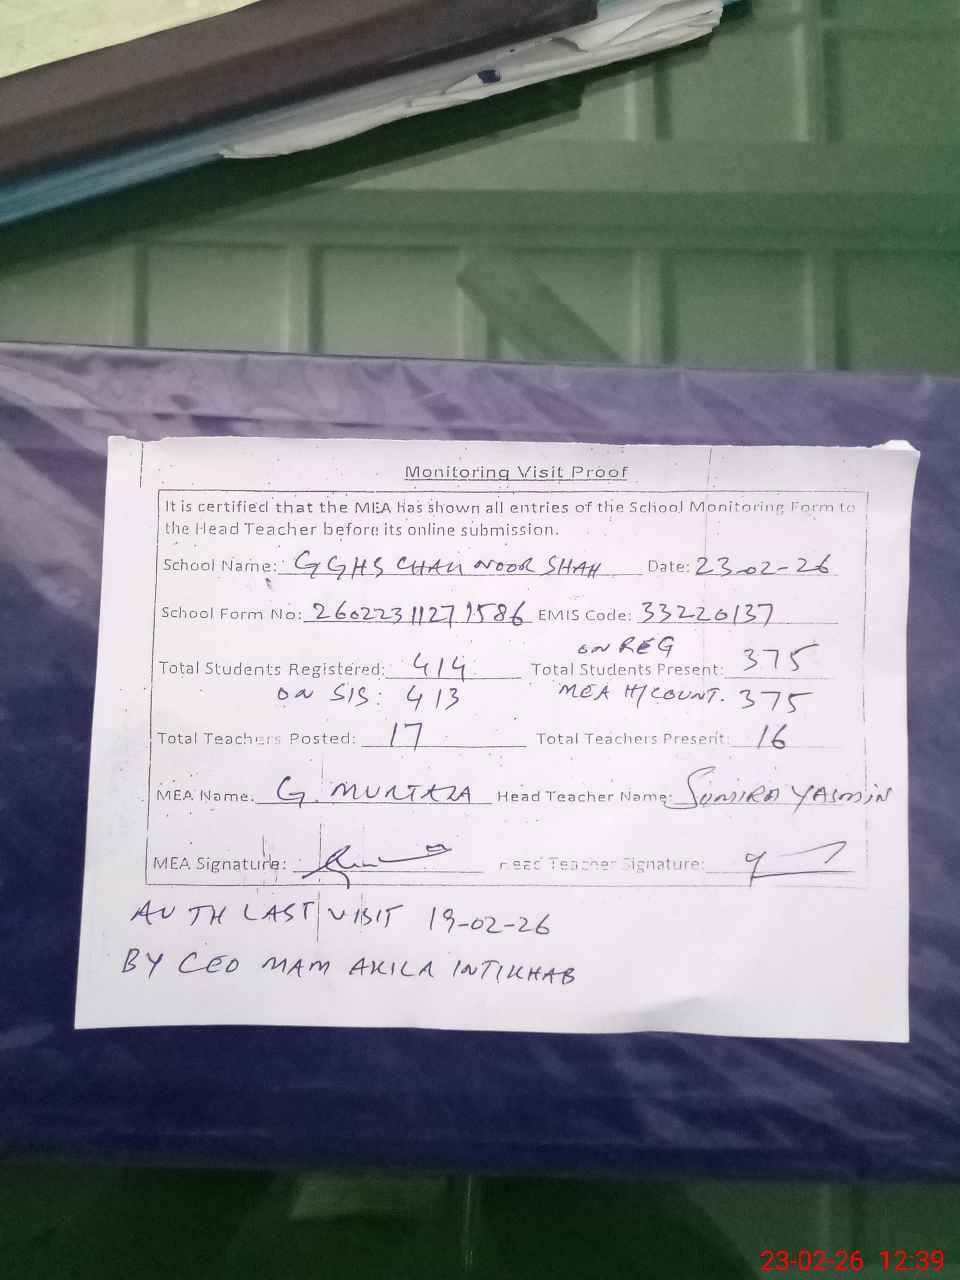 Monitoring Visit Proof
It is certified that the MEA has shown all entries of the School Monitoring Form to
the Head Teacher before its online submission.
School Name: GGHS CHAH NOOR SHAH Date: 23-02-26
School Form No: 2602231127 1586 EMIS Code: 33220137
ON REG
Total Students Registered: 414 Total Students Present: 375
ON SIS: 413 MEA H/COUNT. 375
Total Teachers Posted: 17 Total Teachers Present: 16
MEA Name: G. MURTAZA Head Teacher Name: SUMIRA YASMIN
MEA Signature: Head Teacher Signature:
AUTH LAST VISIT 19-02-26
BY CEO MAM AKILA INTIKHAB
23-02-26 12:39